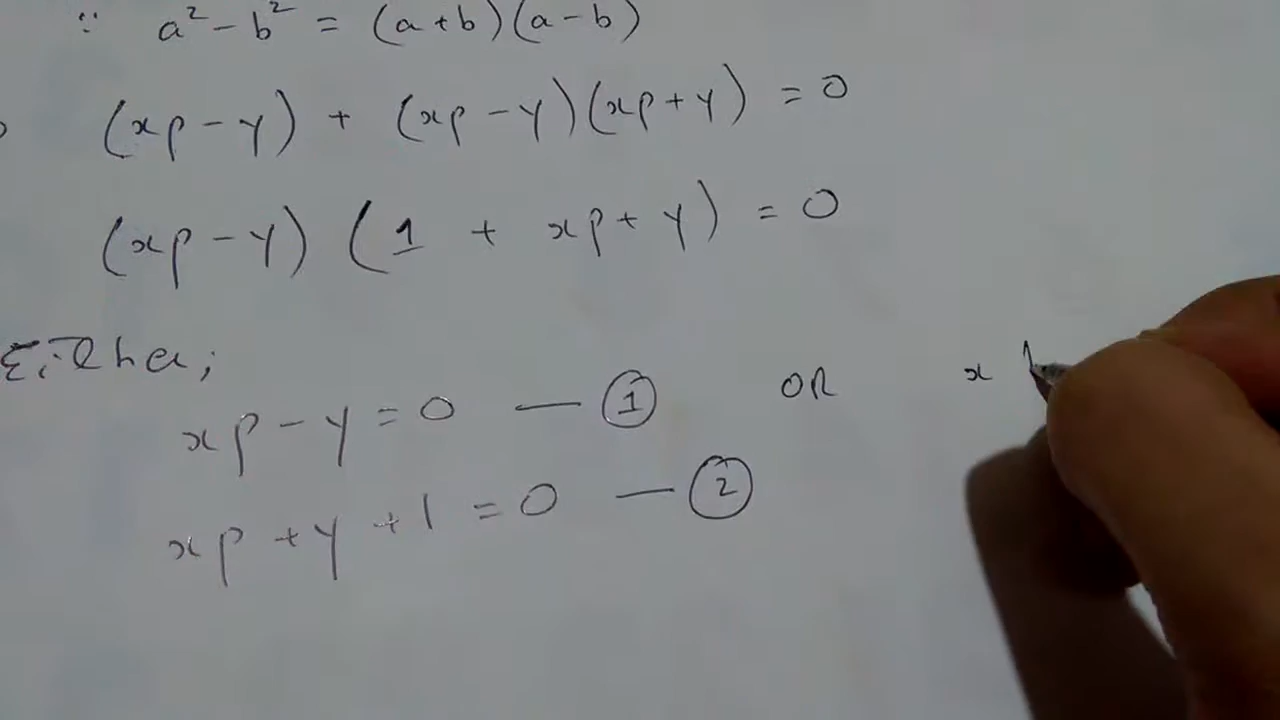 ∵ a² - b² = (a + b)(a - b)
(xp - y) + (xp - y)(xp + y) = 0
(xp - y) (1 + xp + y) = 0
Either;
xp - y = 0 — ① OR x
xp + y + 1 = 0 — ②